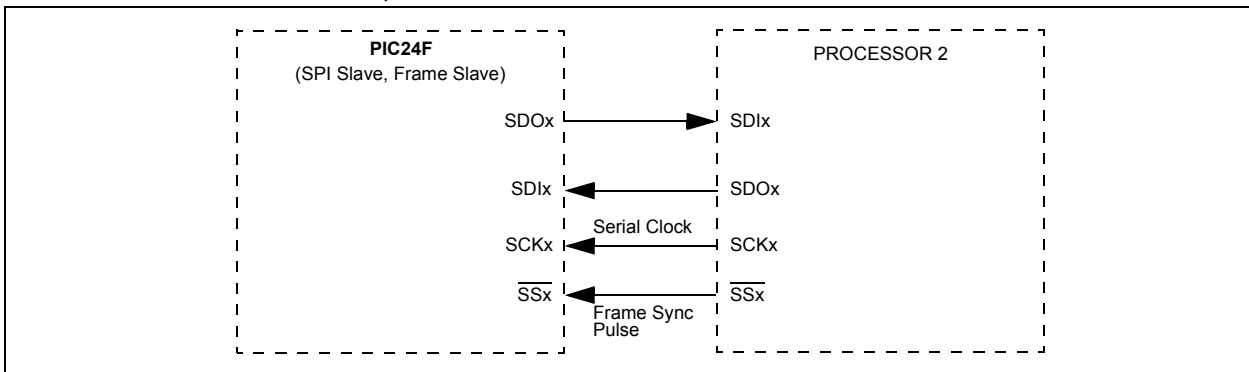 PIC24F
(SPI Slave, Frame Slave)
PROCESSOR 2
SDOx
SDIx
SDIx
SDOx
Serial Clock
SCKx
SCKx
SSx
SSx
Frame Sync
Pulse